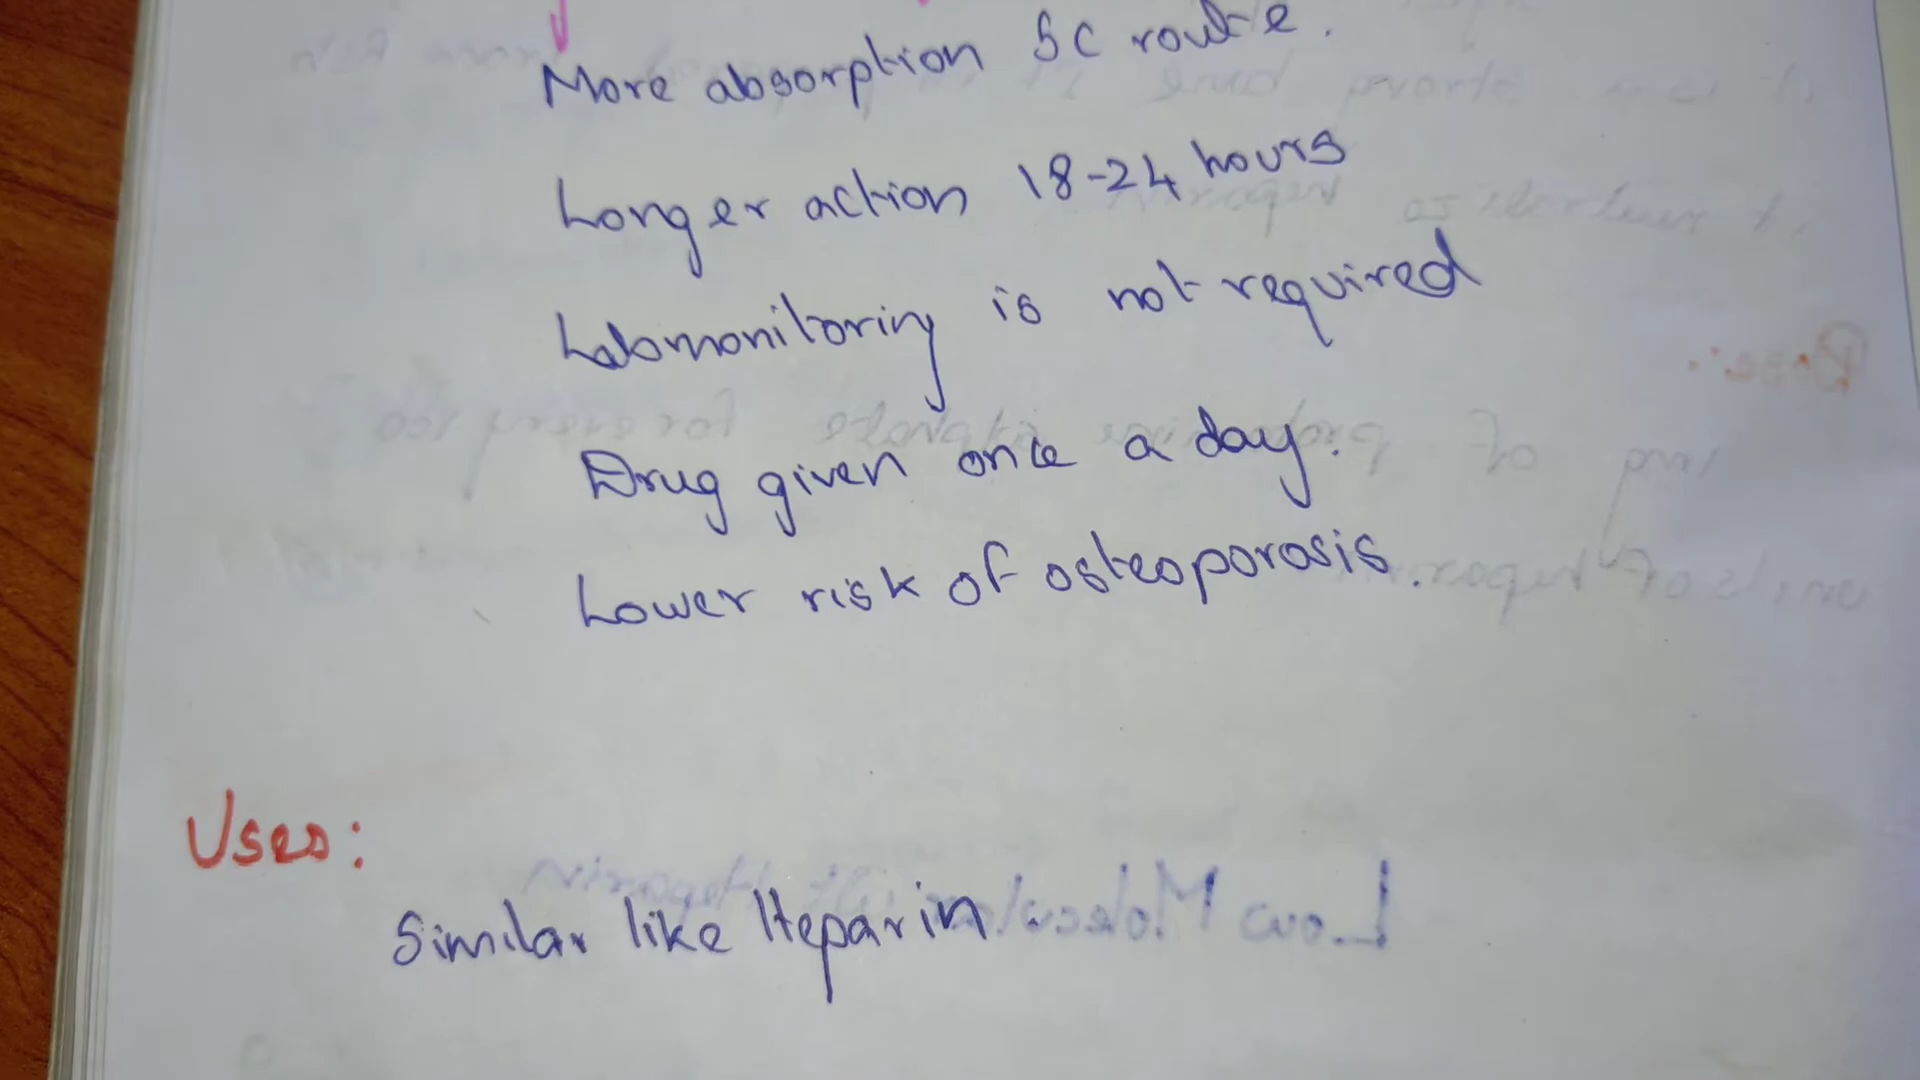 More absorption SC route.
Longer action 18-24 hours
Labmonitoring is not required
Drug given once a day.
Lower risk of osteoporosis.
Uses:
Similar like Heparin